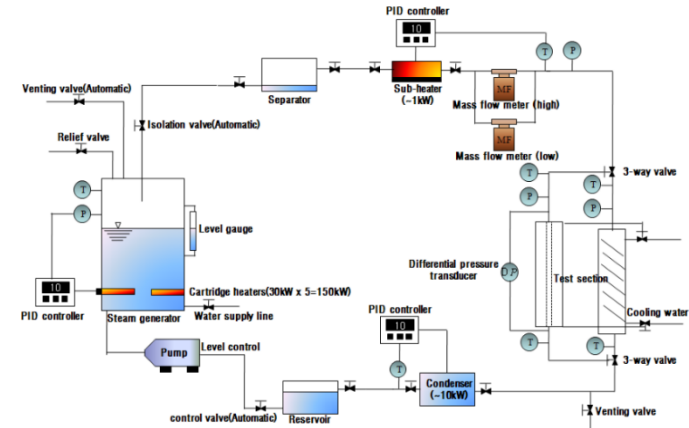 PID controller
10
T
P
Venting valve(Automatic)
Separator
Sub-heater
(~1kW)
MF
Mass flow meter (high)
Isolation valve(Automatic)
Relief valve
MF
Mass flow meter (low)
3-way valve
T
T
T
P
P
P
Level gauge
Differential pressure
transducer
DP
Test section
10
Cartridge heaters(30kW x 5=150kW)
PID controller
Steam generator
Water supply line
PID controller
10
Cooling water
Pump
Level control
T
T
3-way valve
T
Condenser
(~10kW)
control valve(Automatic)
Reservoir
Venting valve